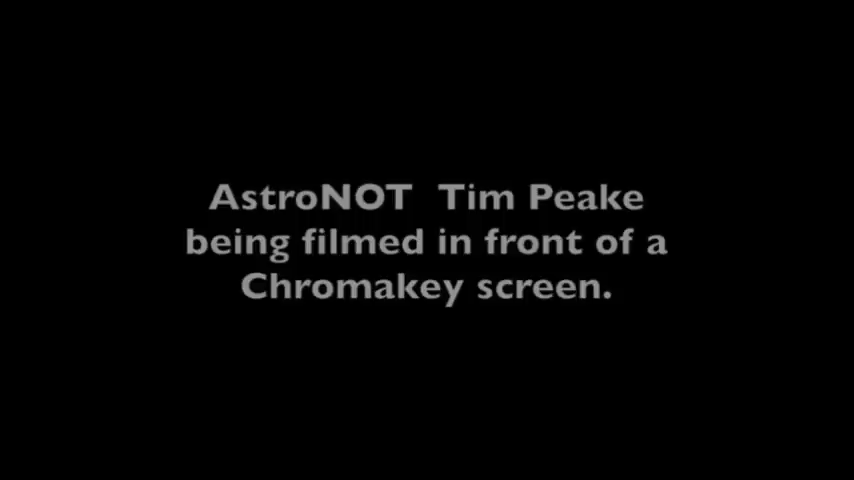 AstroNOT Tim Peake
being filmed in front of a
Chromakey screen.